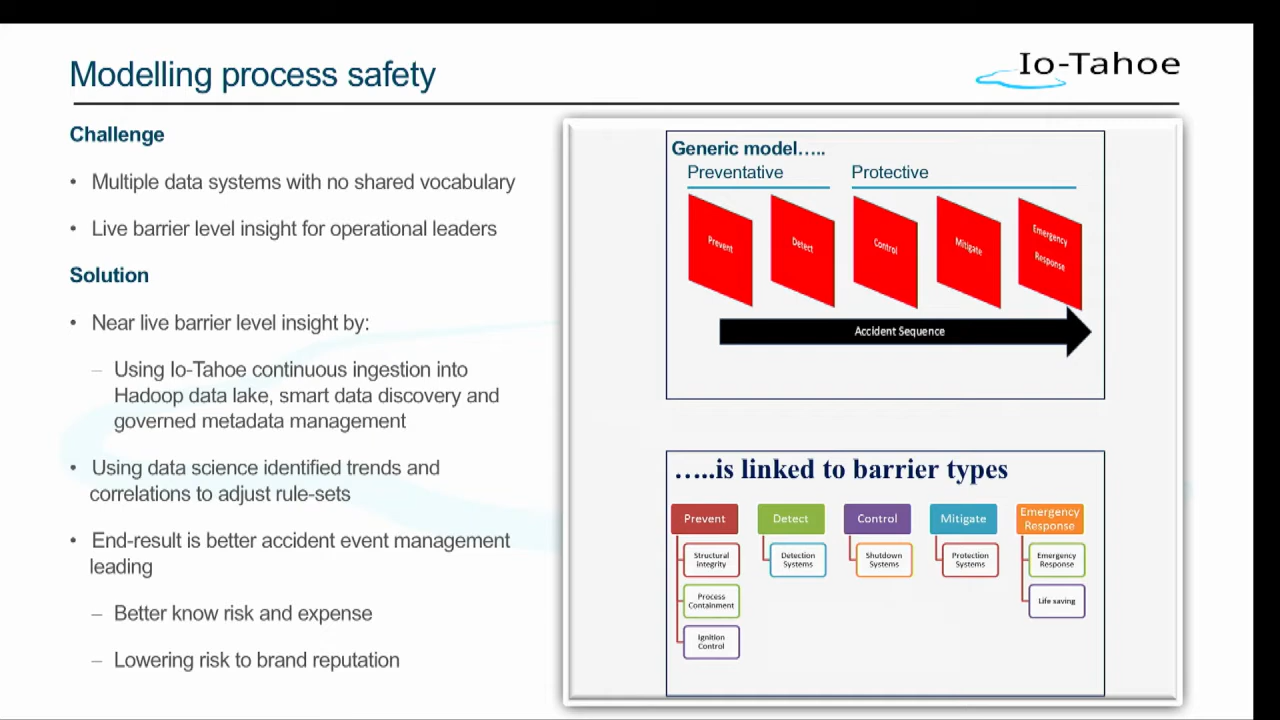 Modelling process safety
Io-Tahoe
Challenge
• Multiple data systems with no shared vocabulary
• Live barrier level insight for operational leaders
Solution
• Near live barrier level insight by:
– Using Io-Tahoe continuous ingestion into
Hadoop data lake, smart data discovery and
governed metadata management
• Using data science identified trends and
correlations to adjust rule-sets
• End-result is better accident event management
leading
– Better know risk and expense
– Lowering risk to brand reputation
Generic model…..
Preventative
Protective
Prevent
Detect
Control
Mitigate
Emergency
Response
Accident Sequence
…..is linked to barrier types
Prevent
Detect
Control
Mitigate
Emergency
Response
Structural
integrity
Detection
Systems
Shutdown
Systems
Protection
Systems
Emergency
Response
Process
Containment
Life saving
Ignition
Control